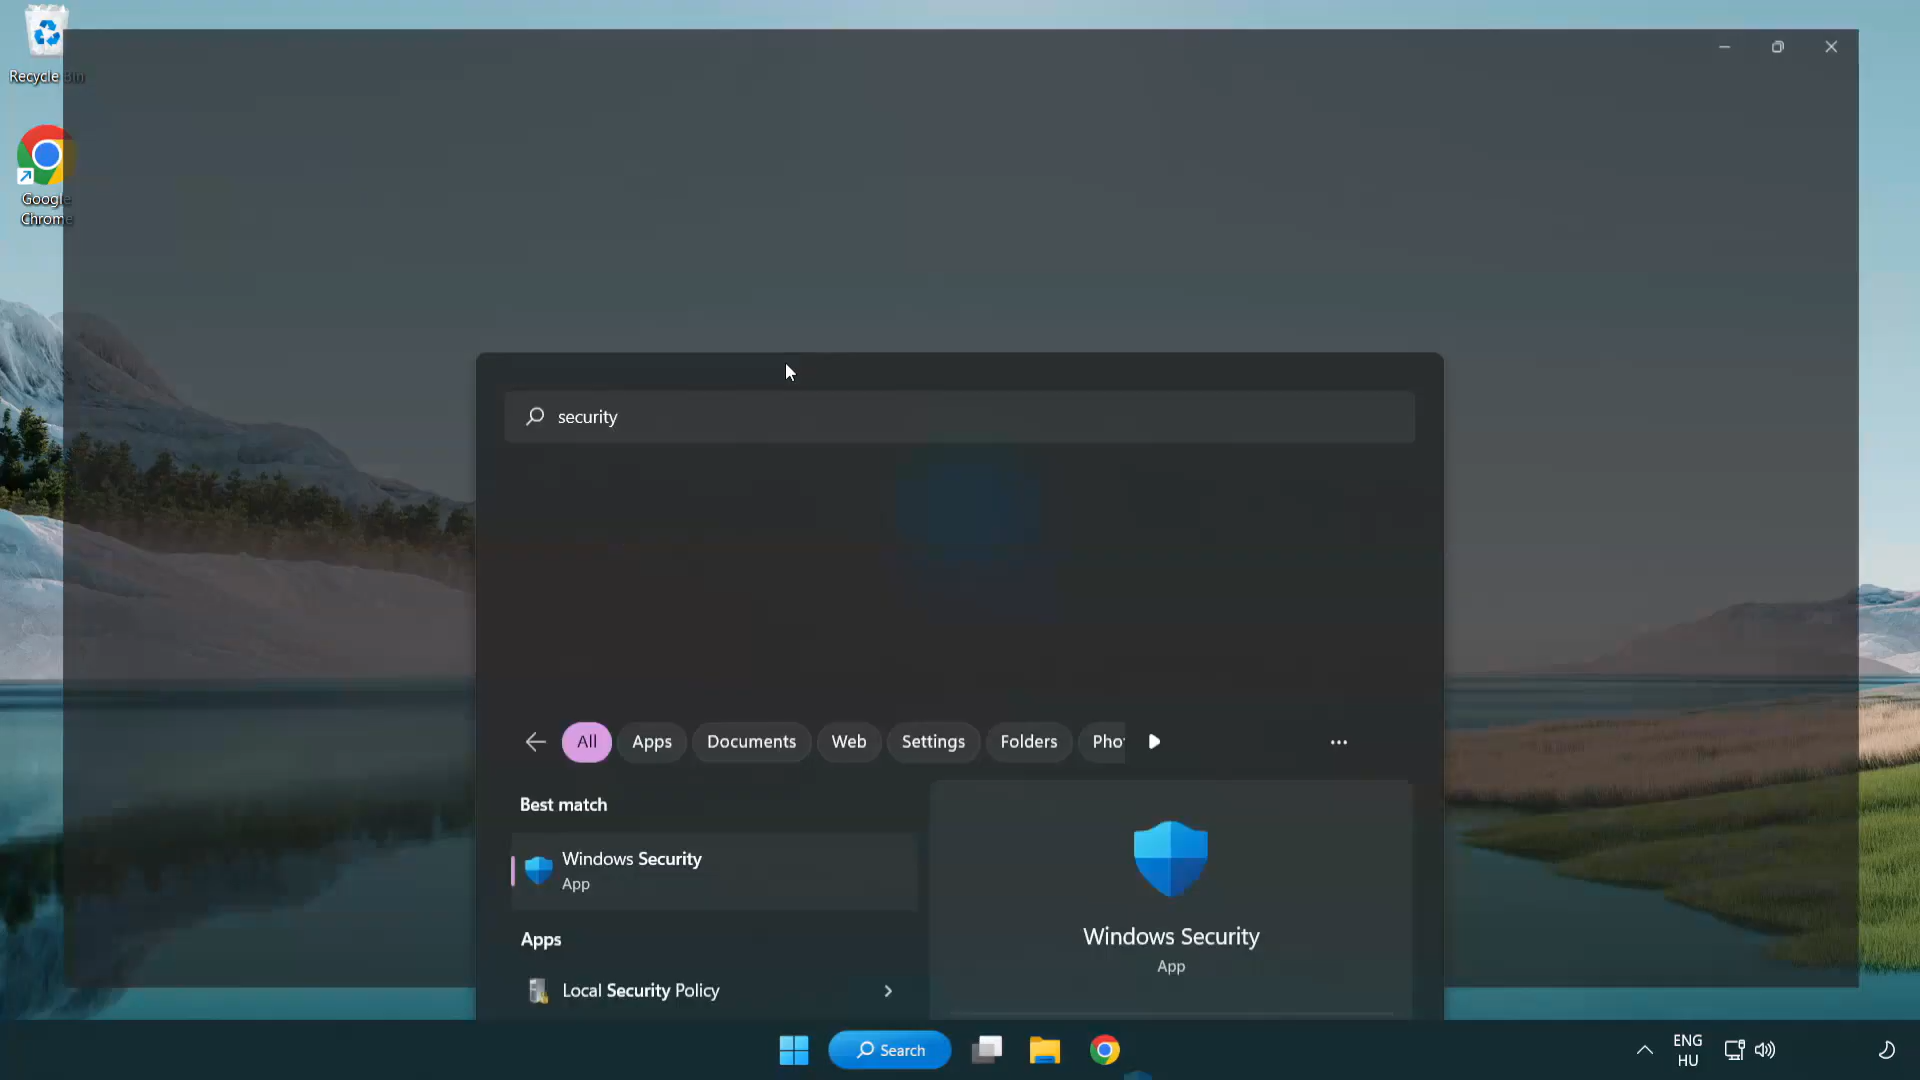 Recycle Bin
Google
Chrome
security
All
Apps
Documents
Web
Settings
Folders
Best match
Windows Security
App
Apps
Local Security Policy
Windows Security
App
Search
ENG
HU